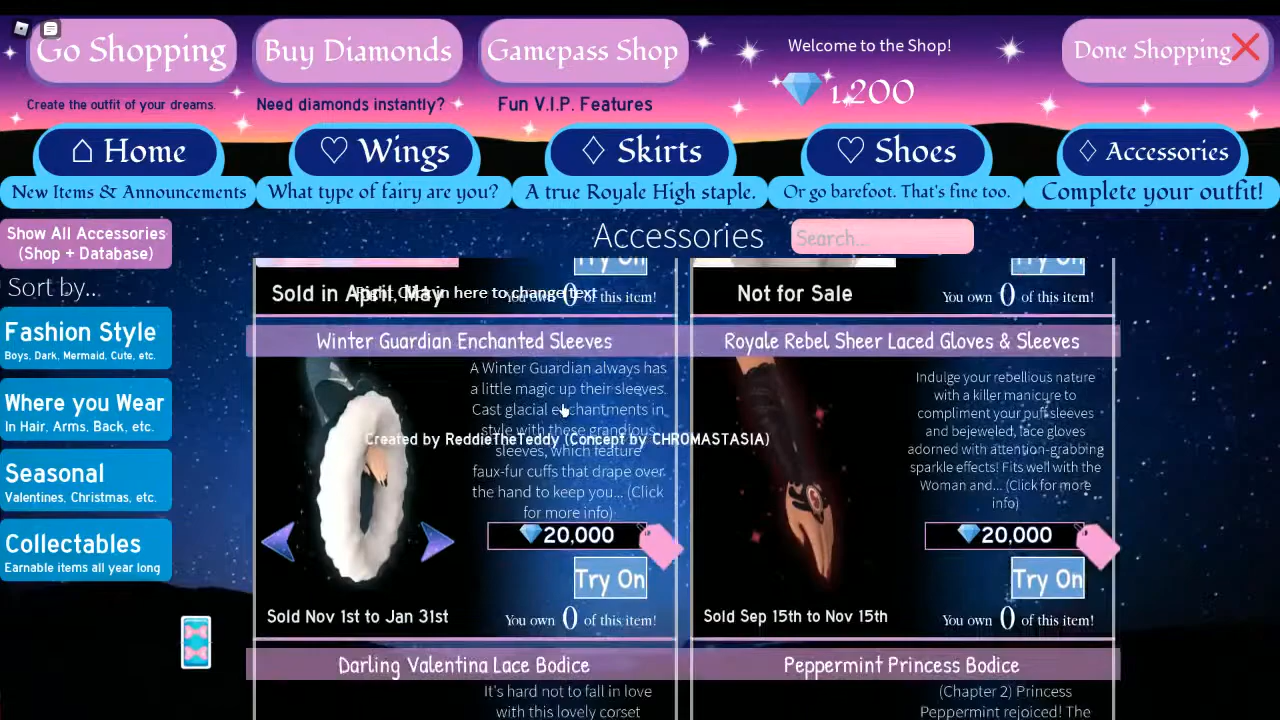 Go Shopping
Create the outfit of your dreams.
Buy Diamonds
Need diamonds instantly?
Gamepass Shop
Fun V.I.P. Features
Welcome to the Shop!
1,200
Done Shopping
Home
New Items & Announcements
Wings
What type of fairy are you?
Skirts
A true Royale High staple.
Shoes
Or go barefoot. That's fine too.
Accessories
Complete your outfit!
Show All Accessories
(Shop + Database)
Sort by...
Fashion Style
Boys, Dark, Mermaid, Cute, etc.
Where you Wear
In Hair, Arms, Back, etc.
Seasonal
Valentines, Christmas, etc.
Collectables
Earnable items all year long
Accessories
Search...
Try On
Sold in April, May
Right Click in here to change text
You own 0 of this item!
Try On
Not for Sale
You own 0 of this item!
Winter Guardian Enchanted Sleeves
A Winter Guardian always has
a little magic up their sleeves.
Cast glacial enchantments in
style with these grandious
sleeves, which feature
faux-fur cuffs that drape over
the hand to keep you... (Click
for more info)
Created by ReddieTheTeddy (Concept by CHROMASTASIA)
20,000
Try On
Sold Nov 1st to Jan 31st
You own 0 of this item!
Royale Rebel Sheer Laced Gloves & Sleeves
Indulge your rebellious nature
with a killer manicure to
compliment your puff sleeves
and bejeweled, lace gloves
adorned with attention-grabbing
sparkle effects! Fits well with the
Woman and... (Click for more
info)
20,000
Try On
Sold Sep 15th to Nov 15th
You own 0 of this item!
Darling Valentina Lace Bodice
It's hard not to fall in love
with this lovely corset
Peppermint Princess Bodice
(Chapter 2) Princess
Peppermint rejoiced! The